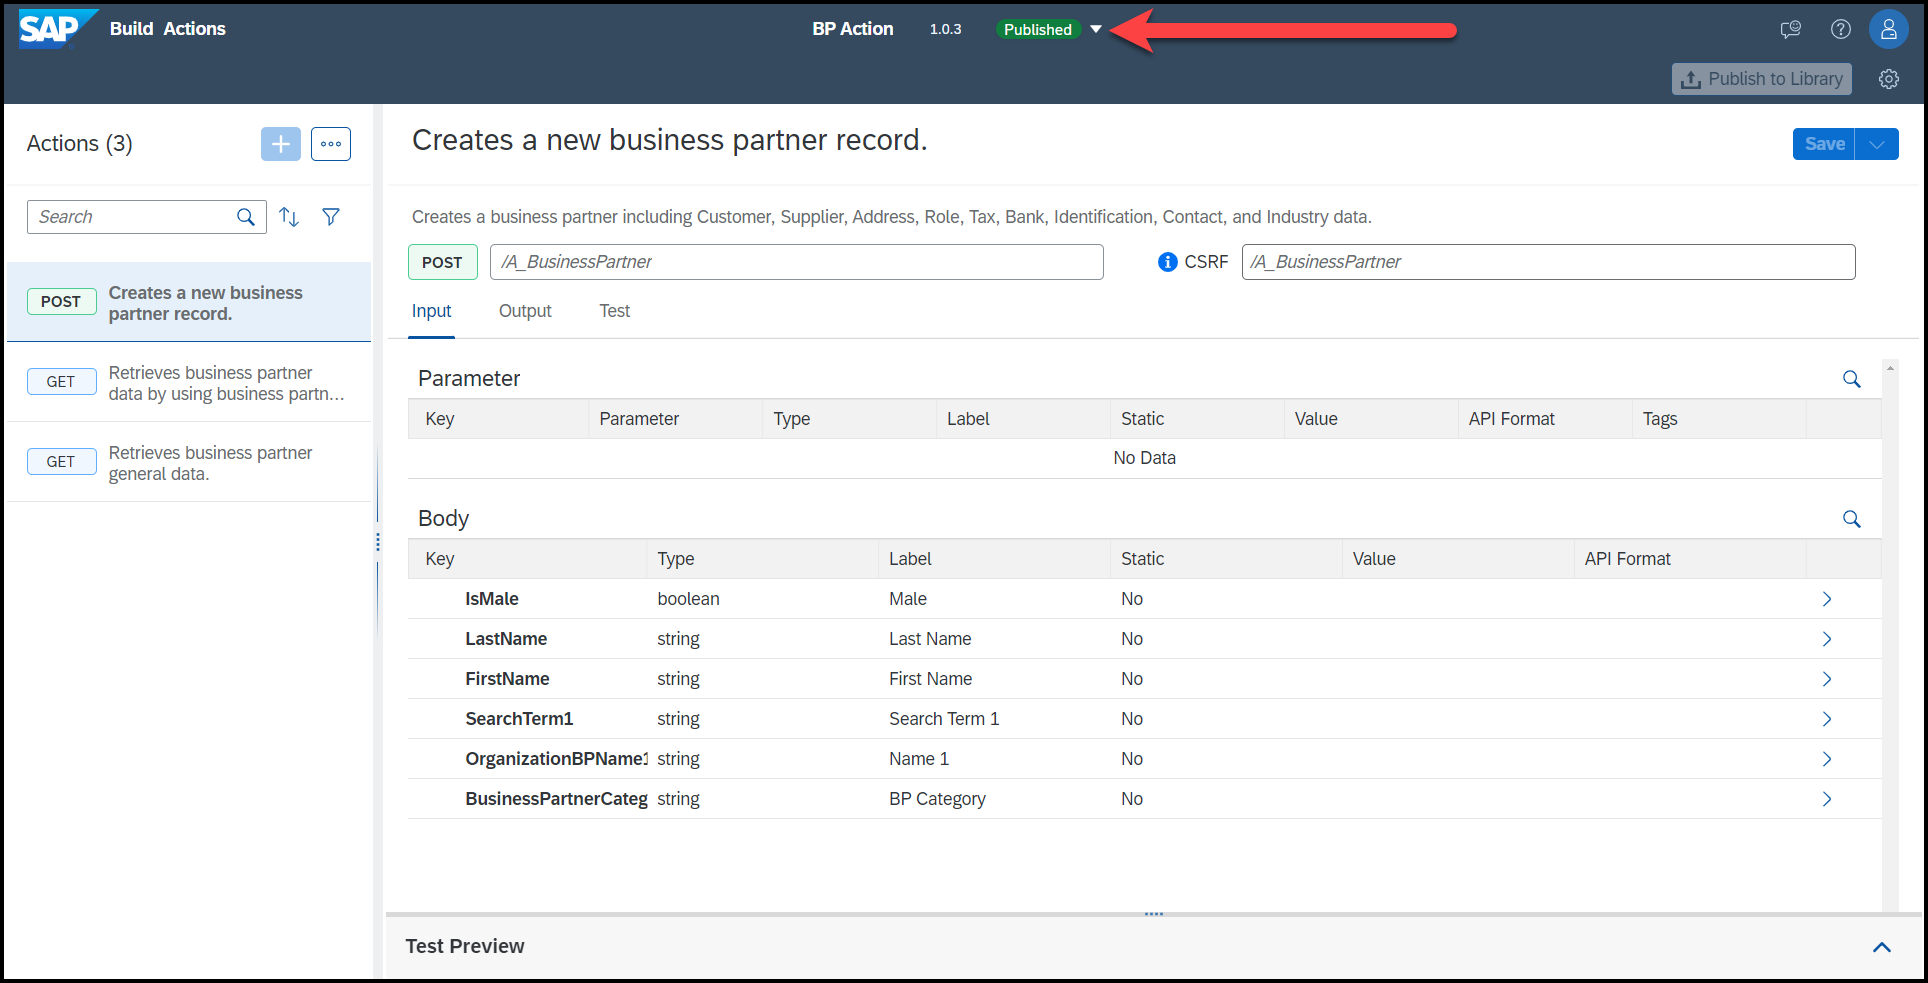 SAP Build Actions BP Action 1.0.3 Published
Publish to Library
Actions (3)
Creates a new business partner record.
Save
Search
Creates a business partner including Customer, Supplier, Address, Role, Tax, Bank, Identification, Contact, and Industry data.
POST /A_BusinessPartner CSRF /A_BusinessPartner
POST Creates a new business
partner record.
GET Retrieves business partner
data by using business partn...
GET Retrieves business partner
general data.
Input Output Test
Parameter
Key Parameter Type Label Static Value API Format Tags
No Data
Body
Key Type Label Static Value API Format
IsMale boolean Male No
LastName string Last Name No
FirstName string First Name No
SearchTerm1 string Search Term 1 No
OrganizationBPName1 string Name 1 No
BusinessPartnerCateg string BP Category No
Test Preview